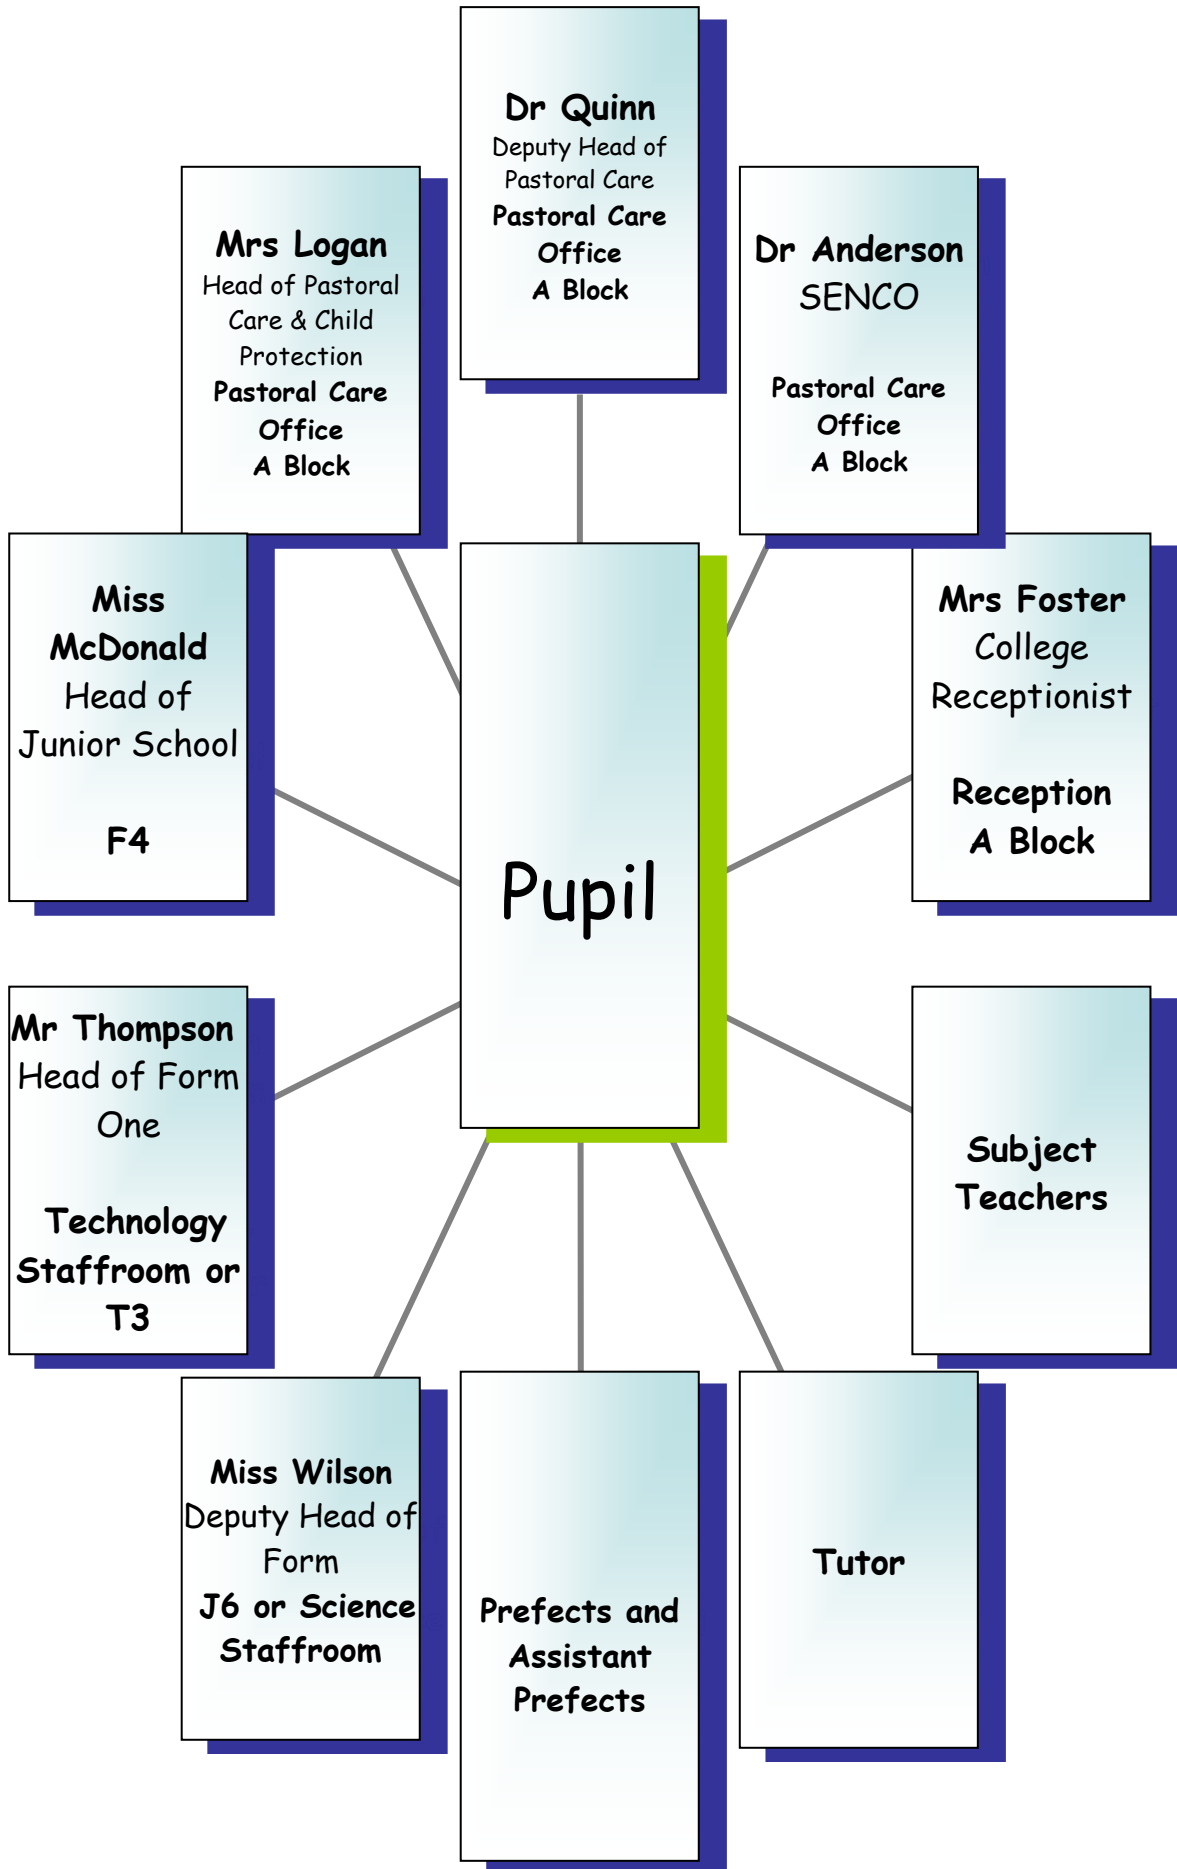 Dr Quinn
Deputy Head of
Pastoral Care
Pastoral Care
Office
A Block
Mrs Logan
Head of Pastoral
Care & Child
Protection
Pastoral Care
Office
A Block
Dr Anderson
SENCO
Pastoral Care
Office
A Block
Miss
McDonald
Head of
Junior School
F4
Mrs Foster
College
Receptionist
Reception
A Block
Pupil
Mr Thompson
Head of Form
One
Technology
Staffroom or
T3
Subject
Teachers
Miss Wilson
Deputy Head of
Form
J6 or Science
Staffroom
Prefects and
Assistant
Prefects
Tutor